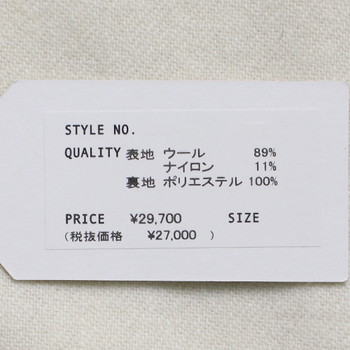 STYLE NO.
QUALITY 表地 ウール 89%
ナイロン 11%
裏地 ポリエステル 100%
PRICE ¥29,700 SIZE
(税抜価格 ¥27,000 )